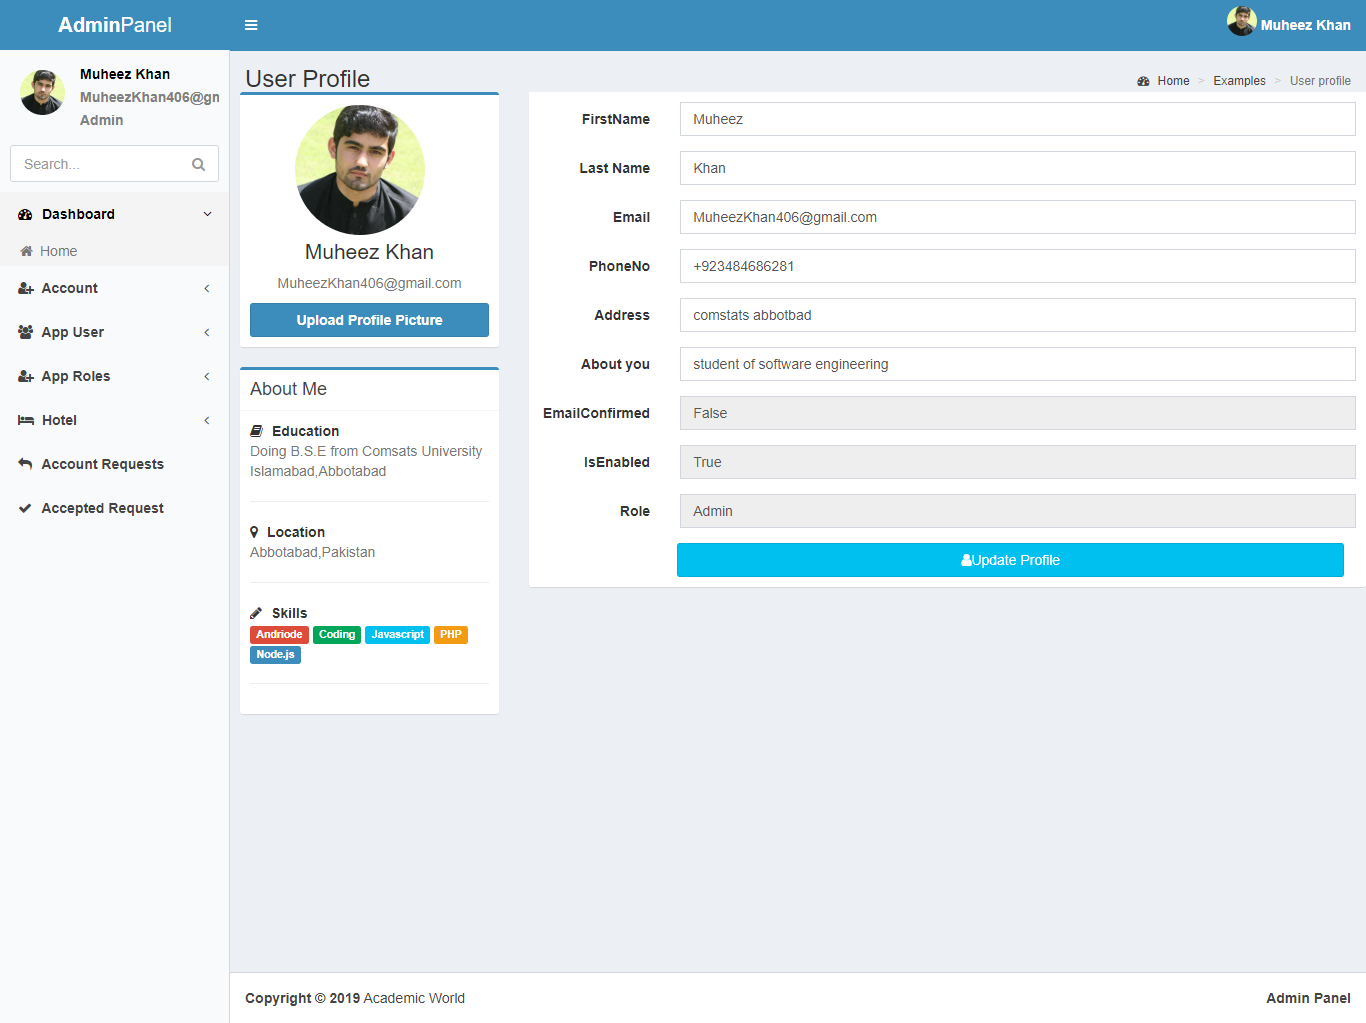 AdminPanel
Muheez Khan
Muheez Khan
MuheezKhan406@gm
Admin
Search...
Dashboard
Home
Account
App User
App Roles
Hotel
Account Requests
Accepted Request
User Profile
Home > Examples > User profile
Muheez Khan
MuheezKhan406@gmail.com
Upload Profile Picture
About Me
Education
Doing B.S.E from Comsats University
Islamabad,Abbotabad
Location
Abbotabad,Pakistan
Skills
Andriode Coding Javascript PHP
Node.js
FirstName Muheez
Last Name Khan
Email MuheezKhan406@gmail.com
PhoneNo +923484686281
Address comstats abbotbad
About you student of software engineering
EmailConfirmed False
IsEnabled True
Role Admin
Update Profile
Copyright © 2019 Academic World
Admin Panel